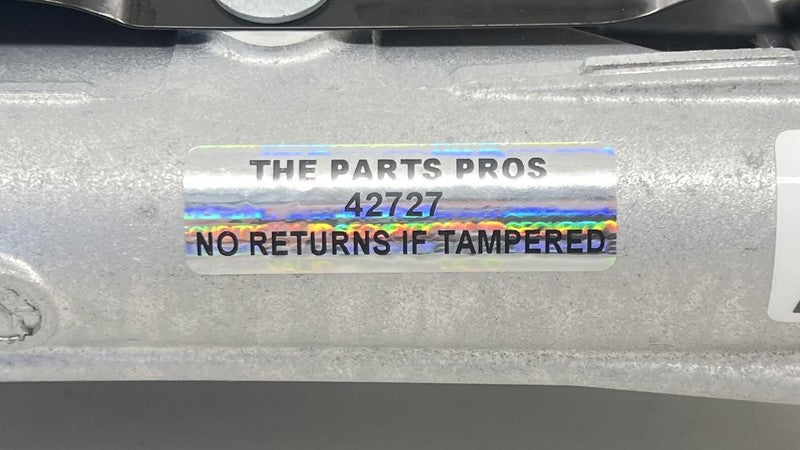 THE PARTS PROS
42727
NO RETURNS IF TAMPERED